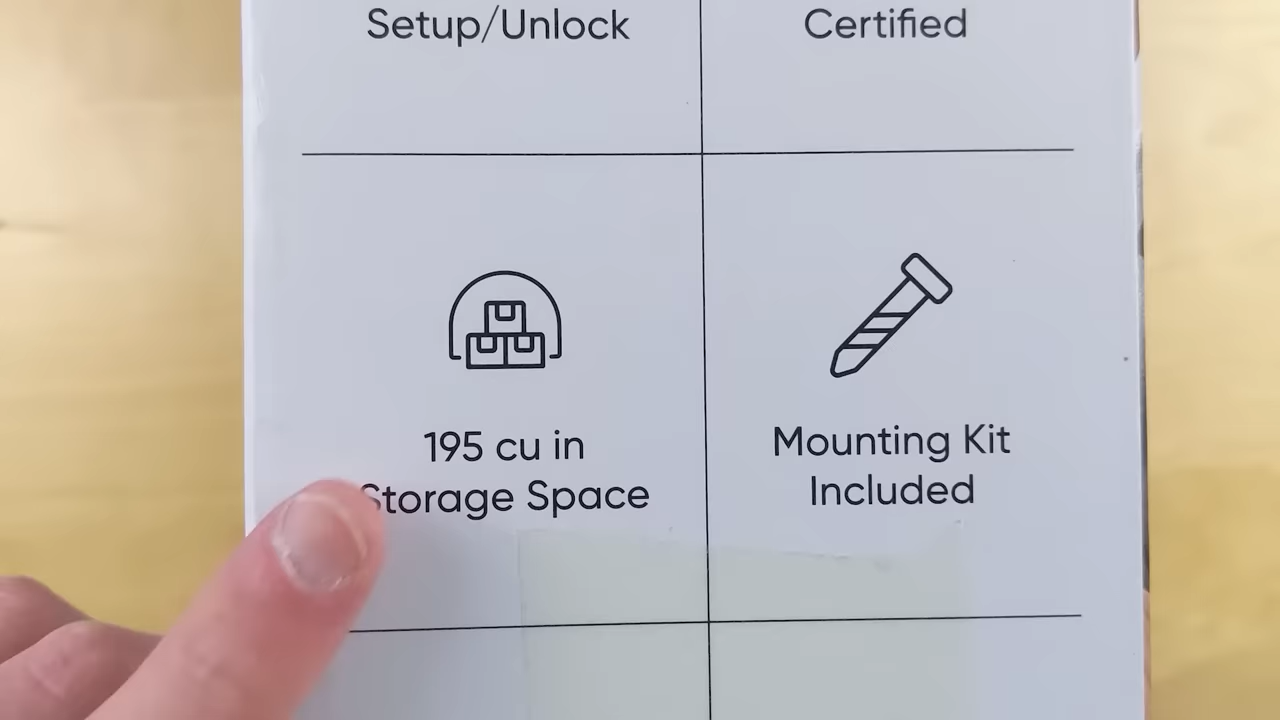 Setup/Unlock
Certified
195 cu in
Storage Space
Mounting Kit
Included